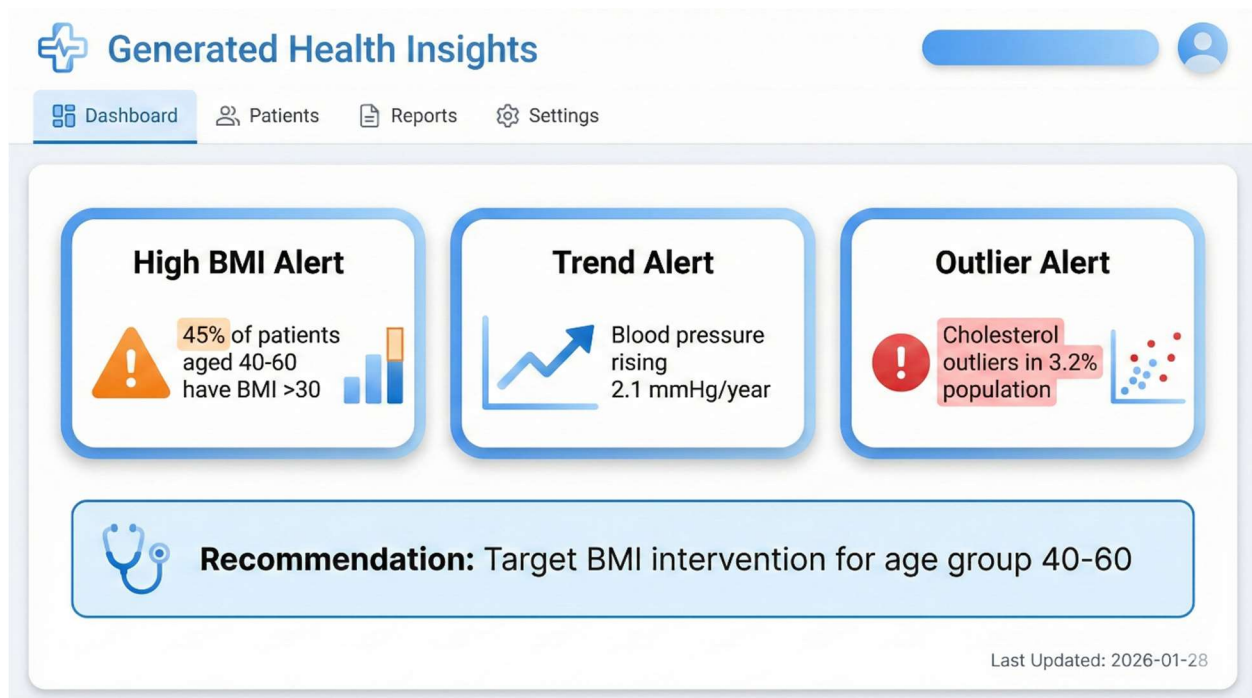 Generated Health Insights
Dashboard
Patients
Reports
Settings
High BMI Alert
45% of patients
aged 40-60
have BMI >30
Trend Alert
Blood pressure
rising
2.1 mmHg/year
Outlier Alert
Cholesterol
outliers in 3.2%
population
Recommendation: Target BMI intervention for age group 40-60
Last Updated: 2026-01-28